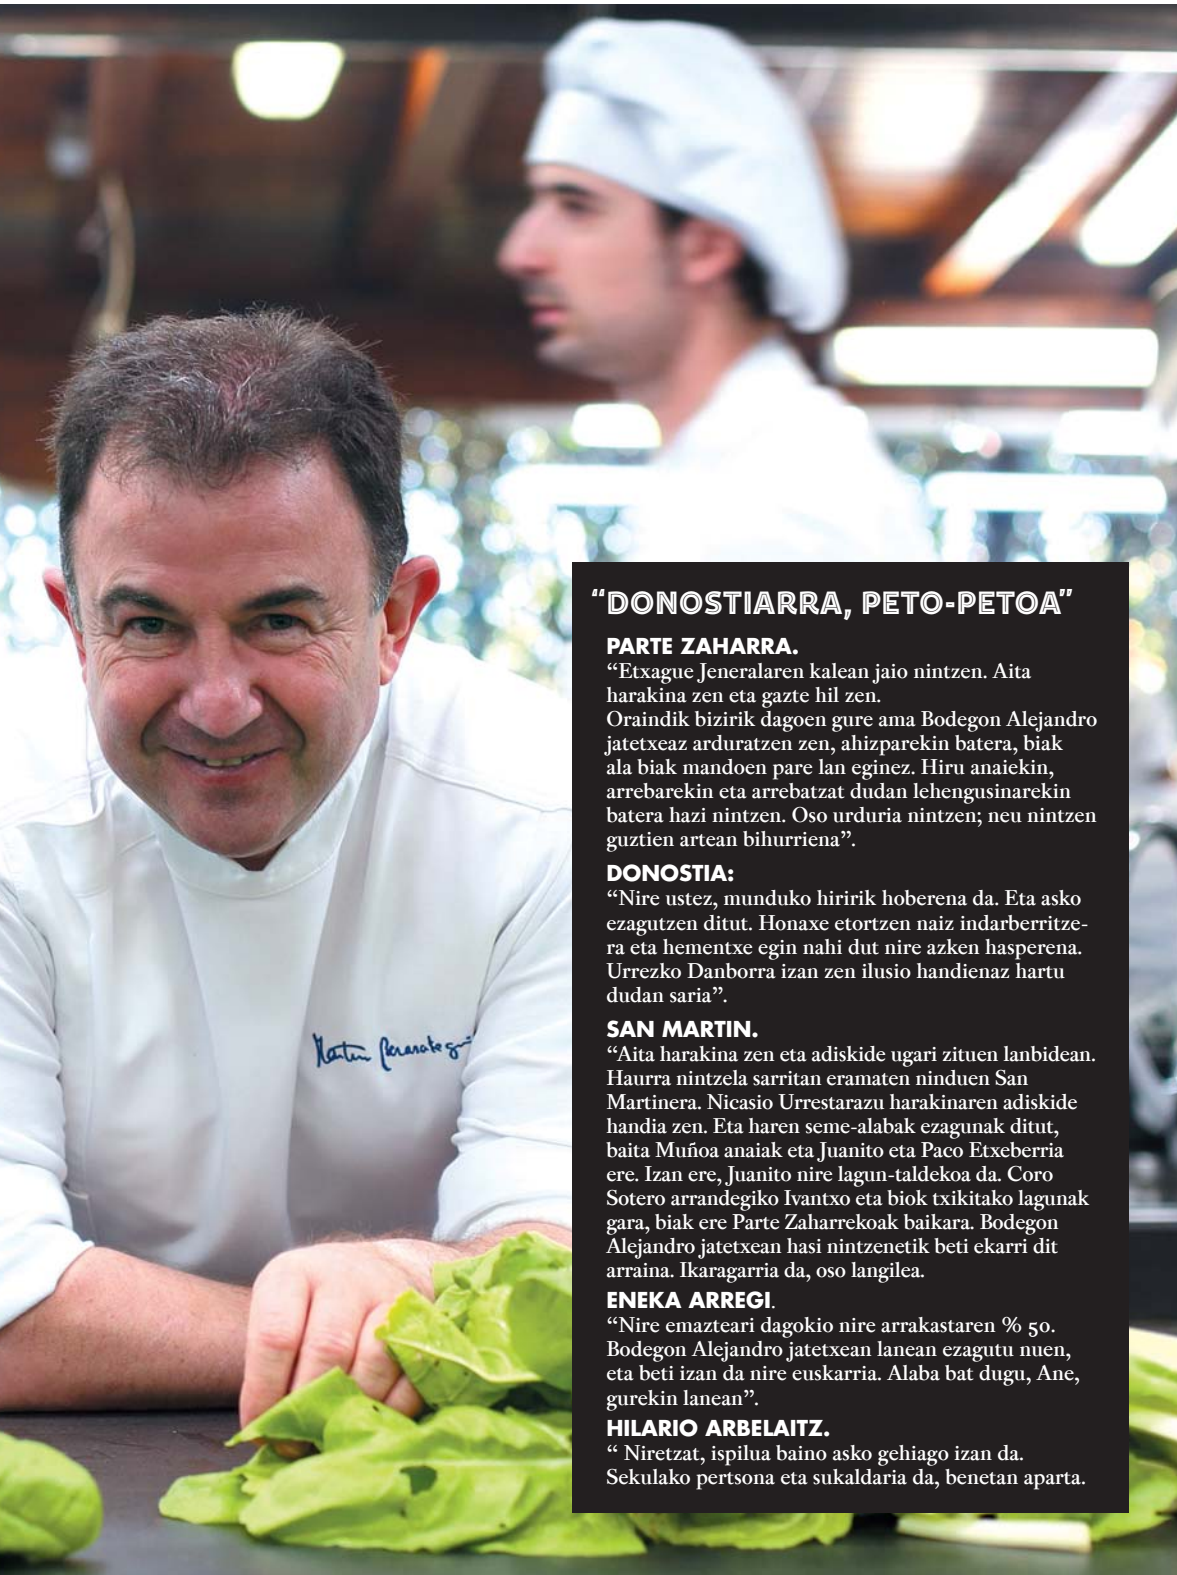 Martin Berasategui
“DONOSTIARRA, PETO-PETOA”
PARTE ZAHARRA.
“Etxague Jeneralaren kalean jaio nintzen. Aita
harakina zen eta gazte hil zen.
Oraindik bizirik dagoen gure ama Bodegon Alejandro
jatetxeaz arduratzen zen, ahizparekin batera, biak
ala biak mandoen pare lan eginez. Hiru anaiekin,
arrebarekin eta arrebatzat dudan lehengusinarekin
batera hazi nintzen. Oso urduria nintzen; neu nintzen
guztien artean bihurriena”.
DONOSTIA:
“Nire ustez, munduko hiririk hoberena da. Eta asko
ezagutzen ditut. Honaxe etortzen naiz indarberritze-
ra eta hementxe egin nahi dut nire azken hasperena.
Urrezko Danborra izan zen ilusio handienaz hartu
dudan saria”.
SAN MARTIN.
“Aita harakina zen eta adiskide ugari zituen lanbidean.
Haurra nintzela sarritan eramaten ninduen San
Martinera. Nicasio Urrestarazu harakinaren adiskide
handia zen. Eta haren seme-alabak ezagunak ditut,
baita Muñoa anaiak eta Juanito eta Paco Etxeberria
ere. Izan ere, Juanito nire lagun-taldekoa da. Coro
Sotero arrandegiko Ivantxo eta biok txikitako lagunak
gara, biak ere Parte Zaharrekoak baikara. Bodegon
Alejandro jatetxean hasi nintzenetik beti ekarri dit
arraina. Ikaragarria da, oso langilea.
ENEKA ARREGI.
“Nire emazteari dagokio nire arrakastaren % 50.
Bodegon Alejandro jatetxean lanean ezagutu nuen,
eta beti izan da nire euskarria. Alaba bat dugu, Ane,
gurekin lanean”.
HILARIO ARBELAITZ.
“ Niretzat, ispilua baino asko gehiago izan da.
Sekulako pertsona eta sukaldaria da, benetan aparta.